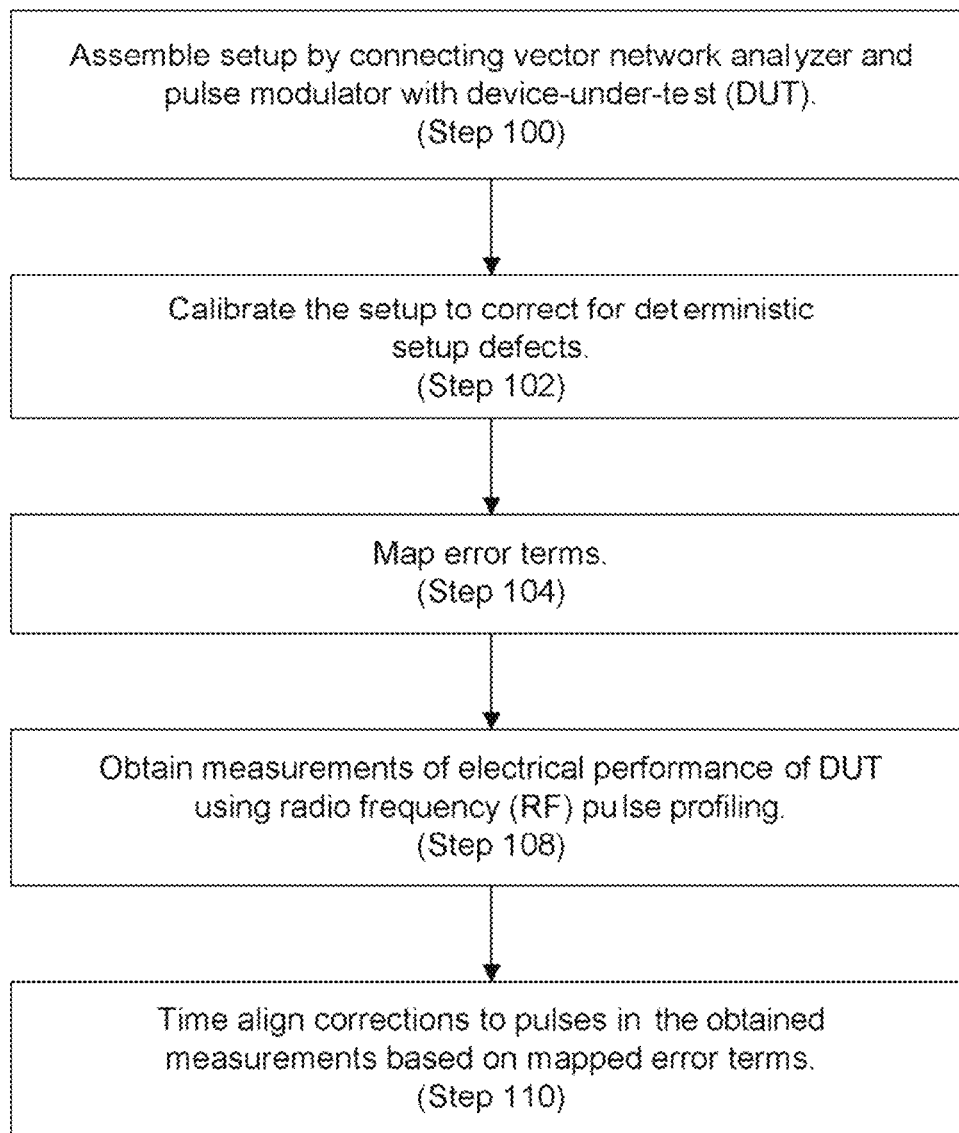 Assemble setup by connecting vector network analyzer and
pulse modulator with device-under-test (DUT).
(Step 100)
Calibrate the setup to correct for deterministic
setup defects.
(Step 102)
Map error terms.
(Step 104)
Obtain measurements of electrical performance of DUT
using radio frequency (RF) pulse profiling.
(Step 108)
Time align corrections to pulses in the obtained
measurements based on mapped error terms.
(Step 110)